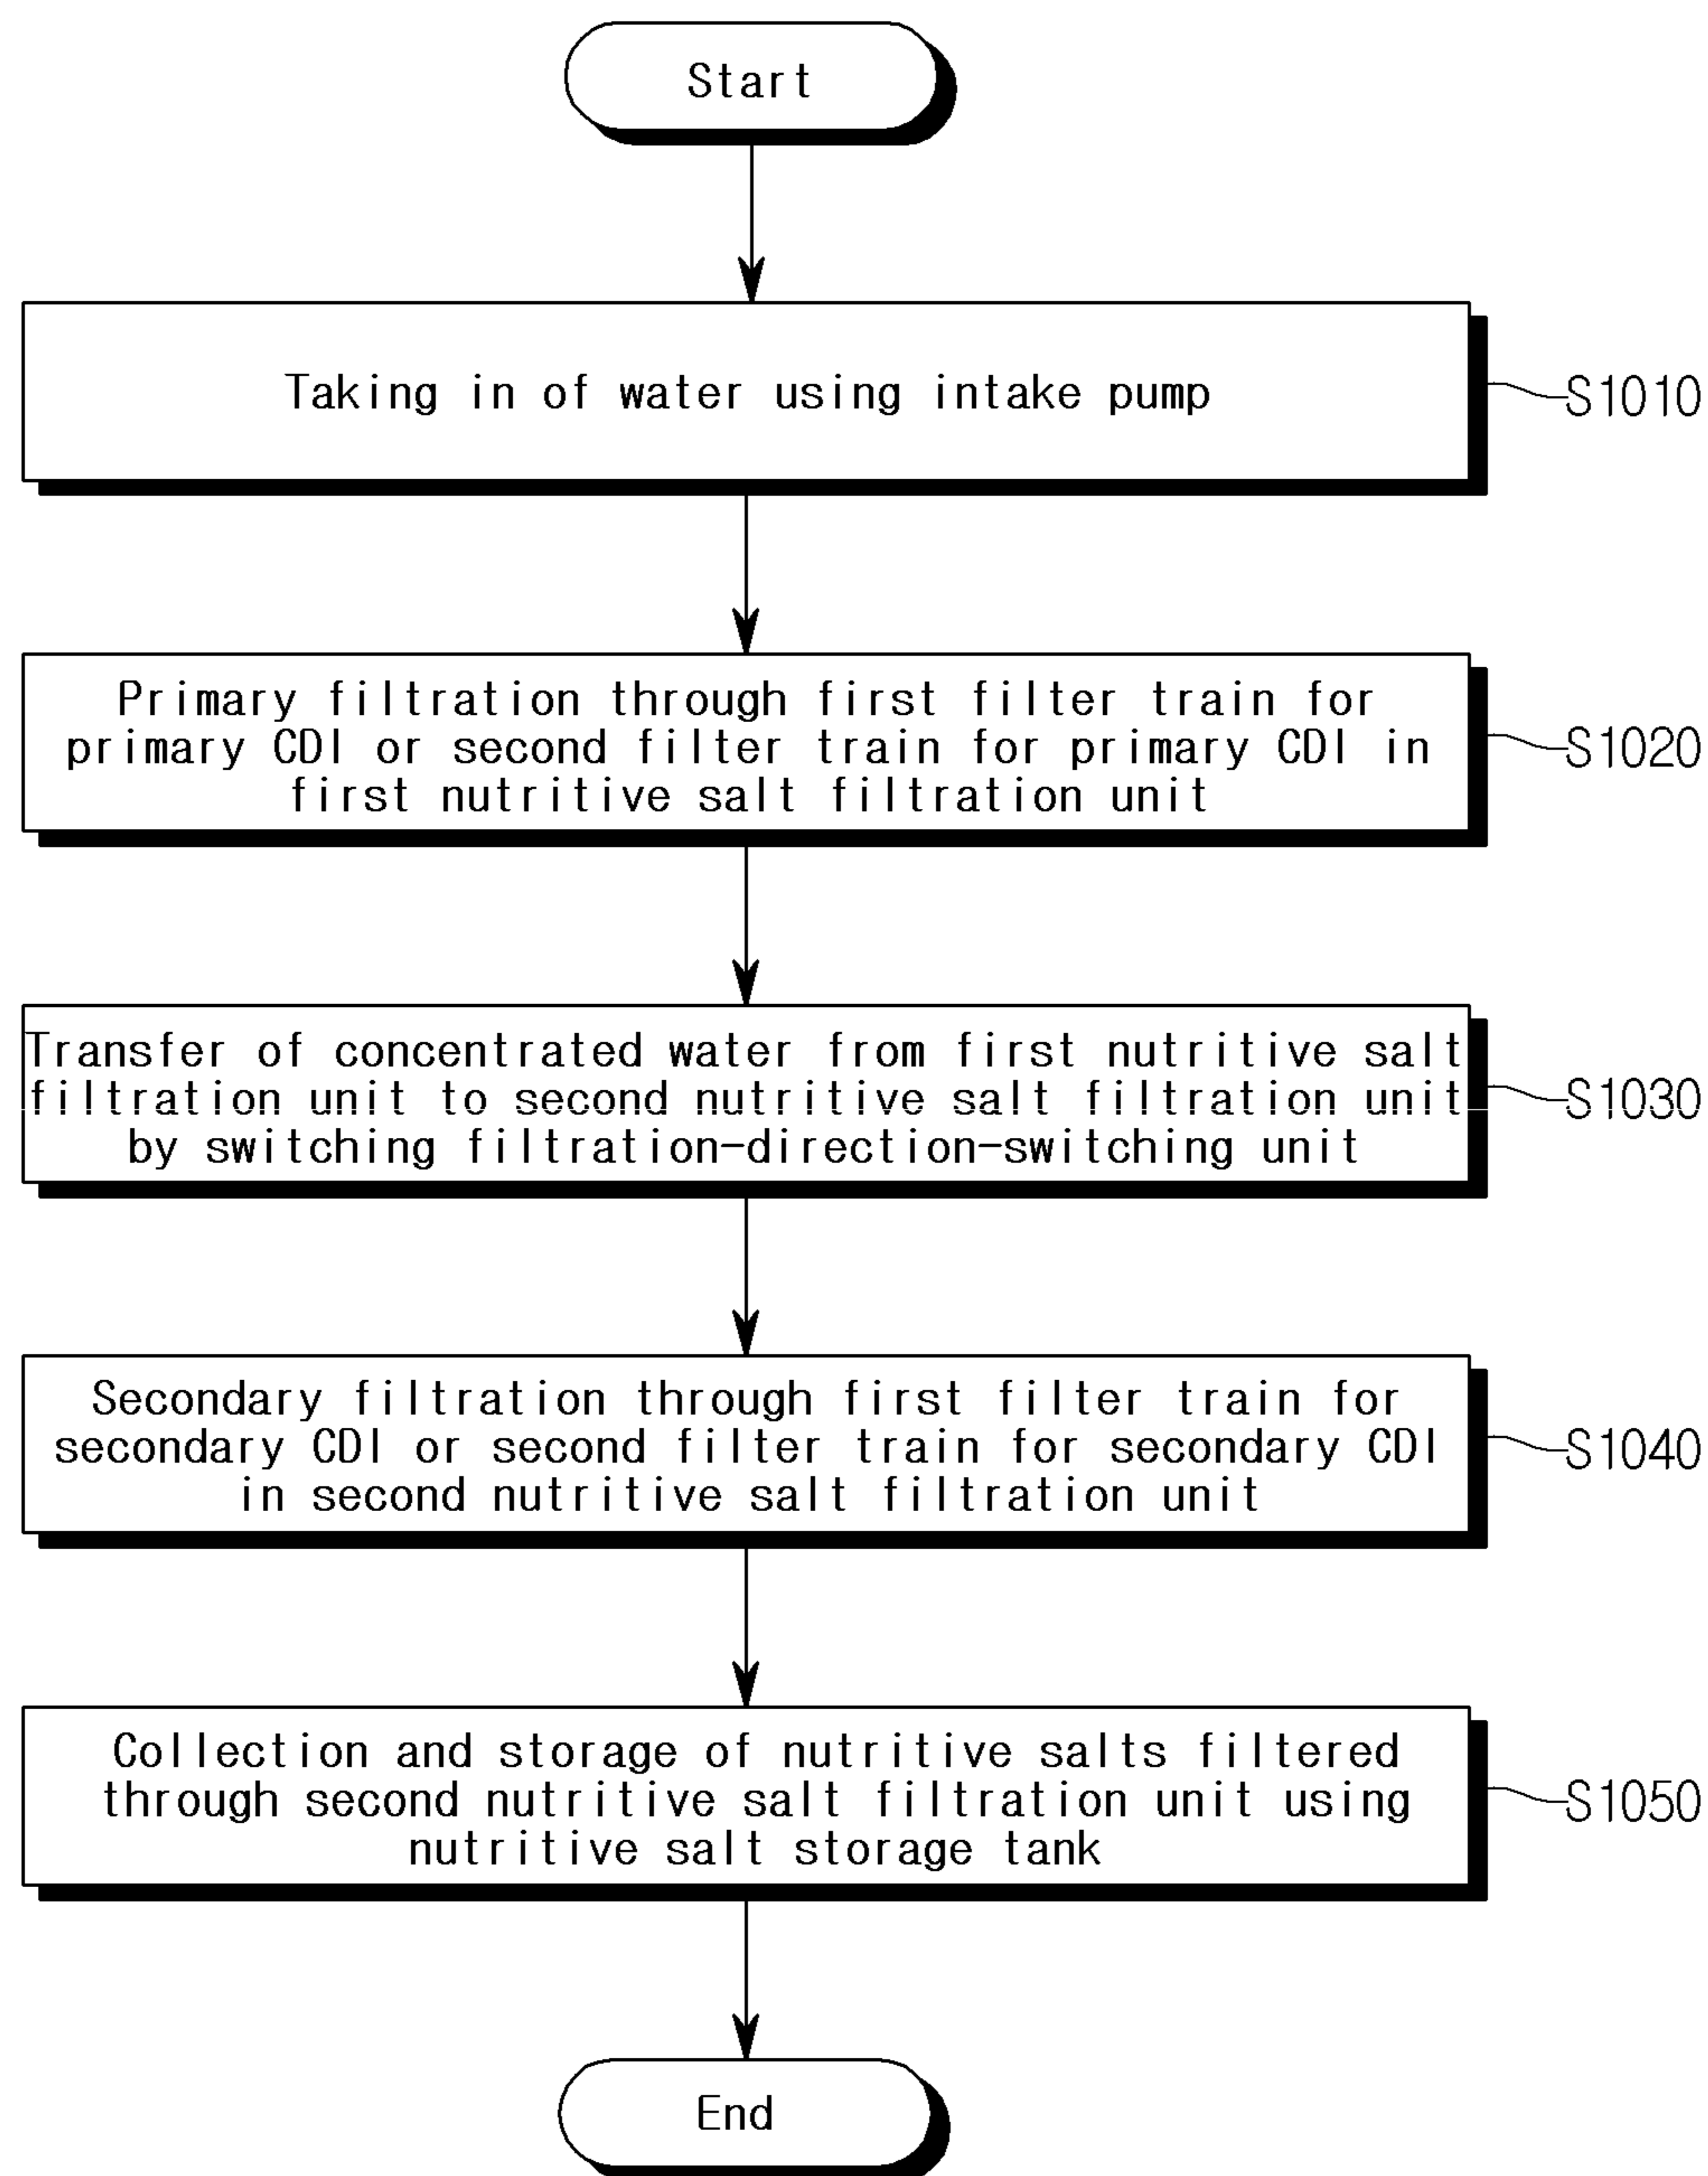 Start
Taking in of water using intake pump
S1010
Primary filtration through first filter train for
primary CDI or second filter train for primary CDI in
first nutritive salt filtration unit
S1020
Transfer of concentrated water from first nutritive salt
filtration unit to second nutritive salt filtration unit
by switching filtration-direction-switching unit
S1030
Secondary filtration through first filter train for
secondary CDI or second filter train for secondary CDI
in second nutritive salt filtration unit
S1040
Collection and storage of nutritive salts filtered
through second nutritive salt filtration unit using
nutritive salt storage tank
S1050
End